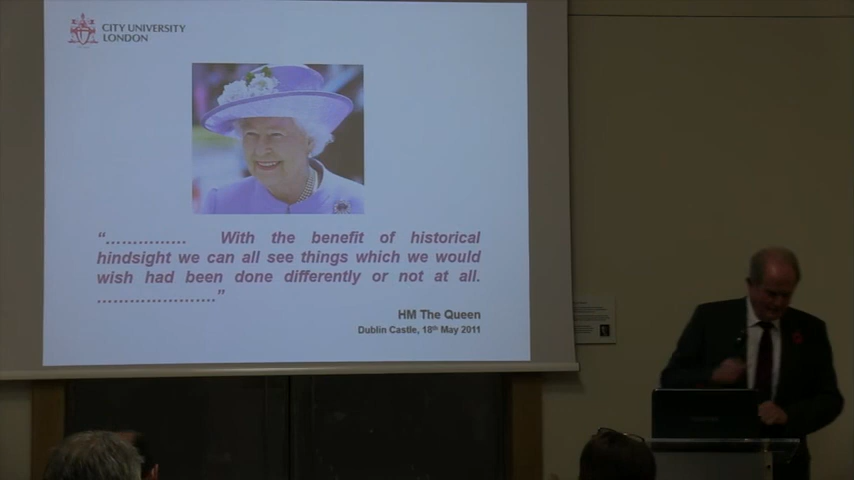 CITY UNIVERSITY
LONDON
“............... With the benefit of historical
hindsight we can all see things which we would
wish had been done differently or not at all.
......................”
HM The Queen
Dublin Castle, 18th May 2011